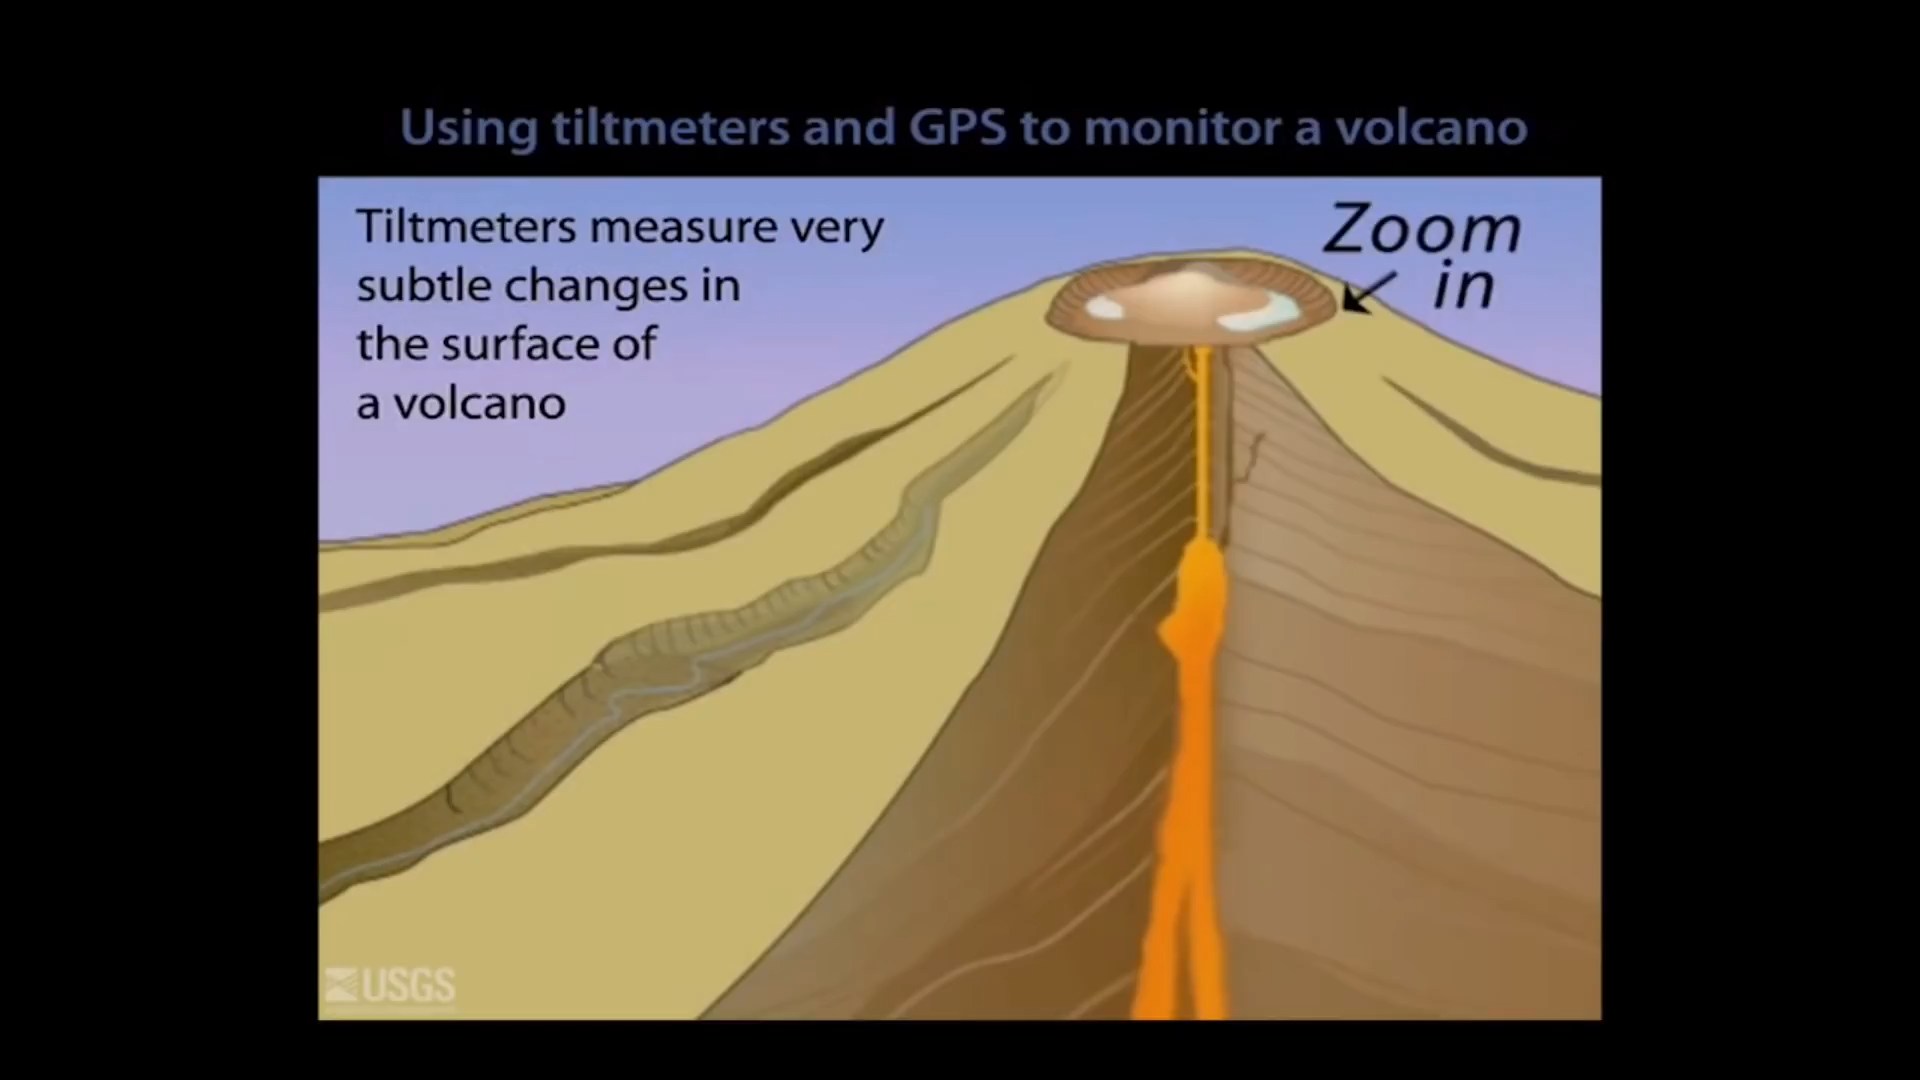 Using tiltmeters and GPS to monitor a volcano
Tiltmeters measure very
subtle changes in
the surface of
a volcano
Zoom
in
USGS